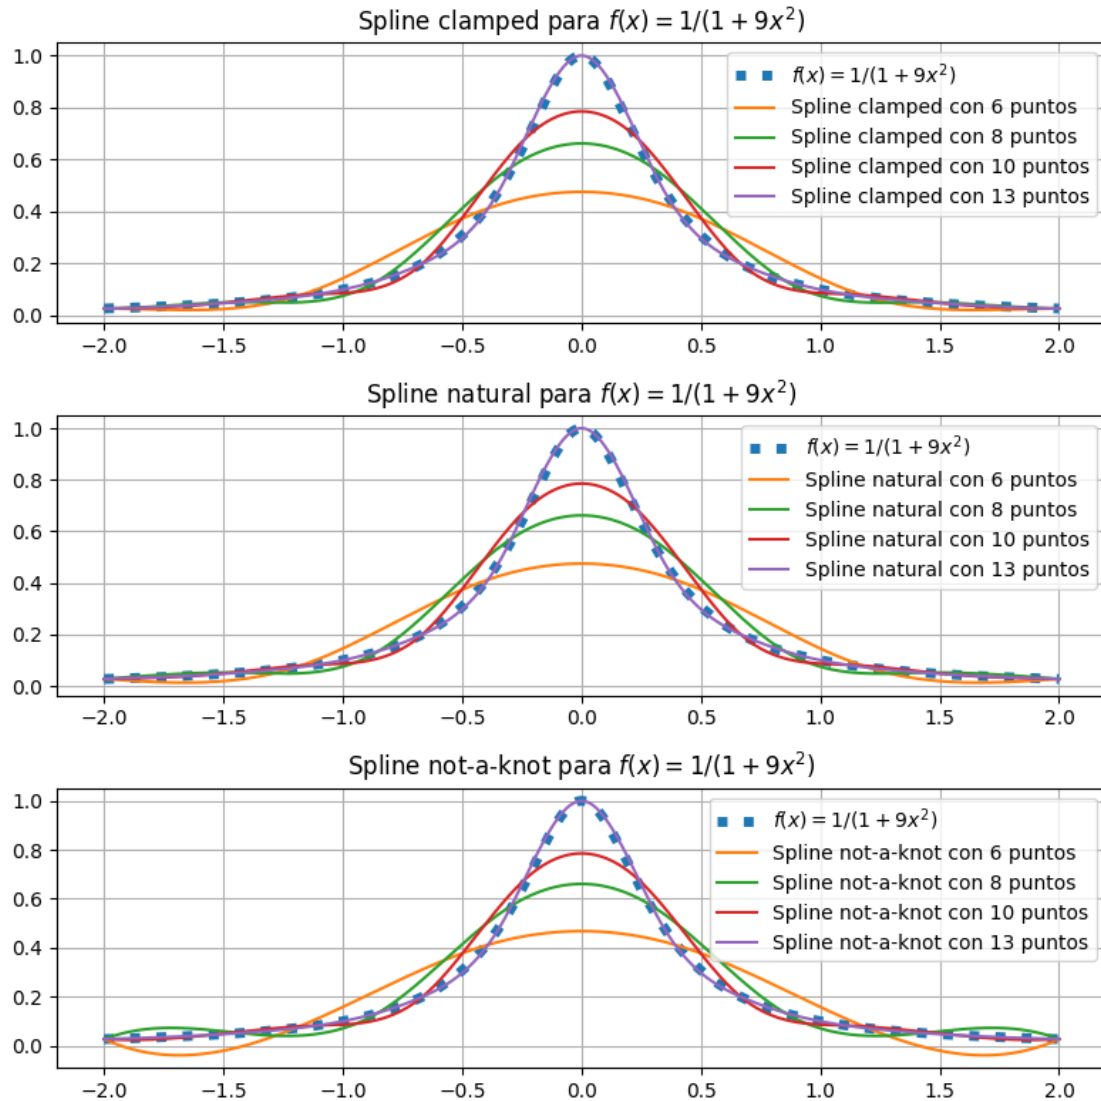 Spline clamped para f(x) = 1/(1 + 9x²)
1.0
0.8
0.6
0.4
0.2
0.0
f(x) = 1/(1 + 9x²)
Spline clamped con 6 puntos
Spline clamped con 8 puntos
Spline clamped con 10 puntos
Spline clamped con 13 puntos
−2.0 −1.5 −1.0 −0.5 0.0 0.5 1.0 1.5 2.0
Spline natural para f(x) = 1/(1 + 9x²)
1.0
0.8
0.6
0.4
0.2
0.0
f(x) = 1/(1 + 9x²)
Spline natural con 6 puntos
Spline natural con 8 puntos
Spline natural con 10 puntos
Spline natural con 13 puntos
−2.0 −1.5 −1.0 −0.5 0.0 0.5 1.0 1.5 2.0
Spline not-a-knot para f(x) = 1/(1 + 9x²)
1.0
0.8
0.6
0.4
0.2
0.0
f(x) = 1/(1 + 9x²)
Spline not-a-knot con 6 puntos
Spline not-a-knot con 8 puntos
Spline not-a-knot con 10 puntos
Spline not-a-knot con 13 puntos
−2.0 −1.5 −1.0 −0.5 0.0 0.5 1.0 1.5 2.0